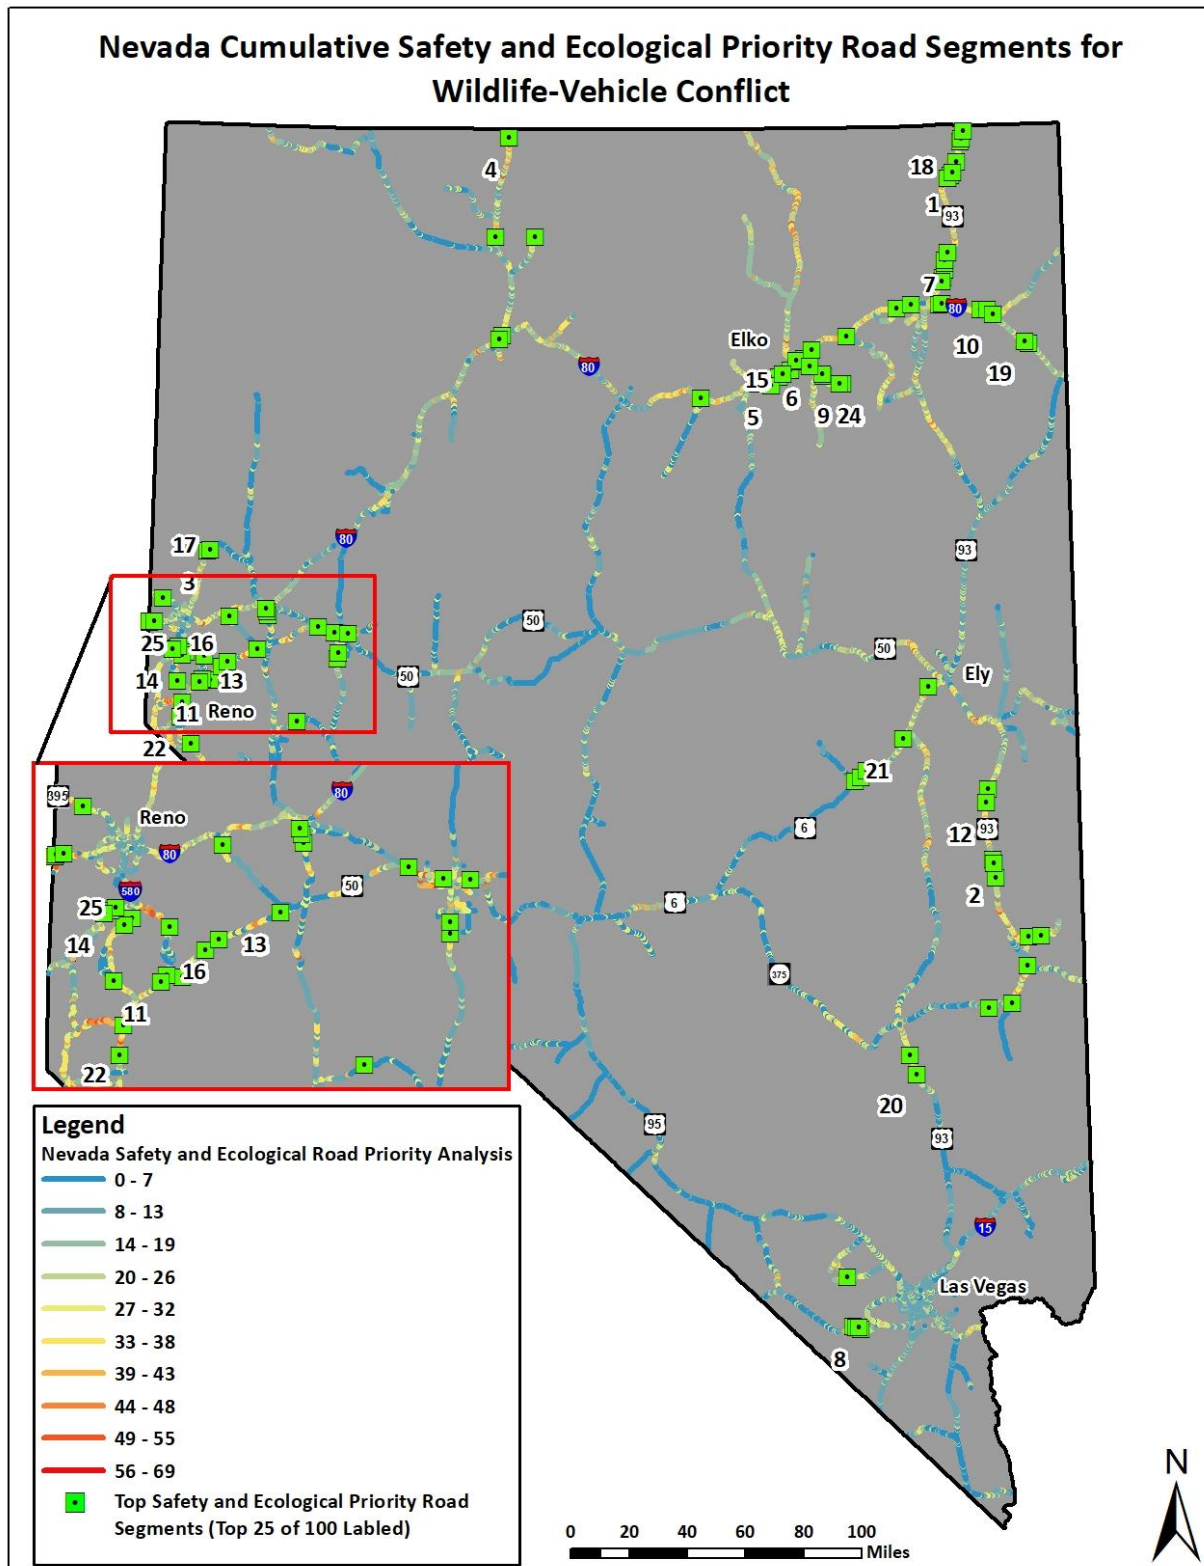 Nevada Cumulative Safety and Ecological Priority Road Segments for
Wildlife-Vehicle Conflict
4
18
1
93
7
80
Elko
10
80
19
15
6
5
9
24
93
80
17
3
50
25
16
50
50
14
13
Ely
11
Reno
22
21
395
Reno
80
6
12
93
80
580
50
2
25
6
14
13
16
375
11
22
20
95
93
15
Las Vegas
8
Legend
Nevada Safety and Ecological Road Priority Analysis
0 - 7
8 - 13
14 - 19
20 - 26
27 - 32
33 - 38
39 - 43
44 - 48
49 - 55
56 - 69
Top Safety and Ecological Priority Road
Segments (Top 25 of 100 Labled)
N
0 20 40 60 80 100
Miles